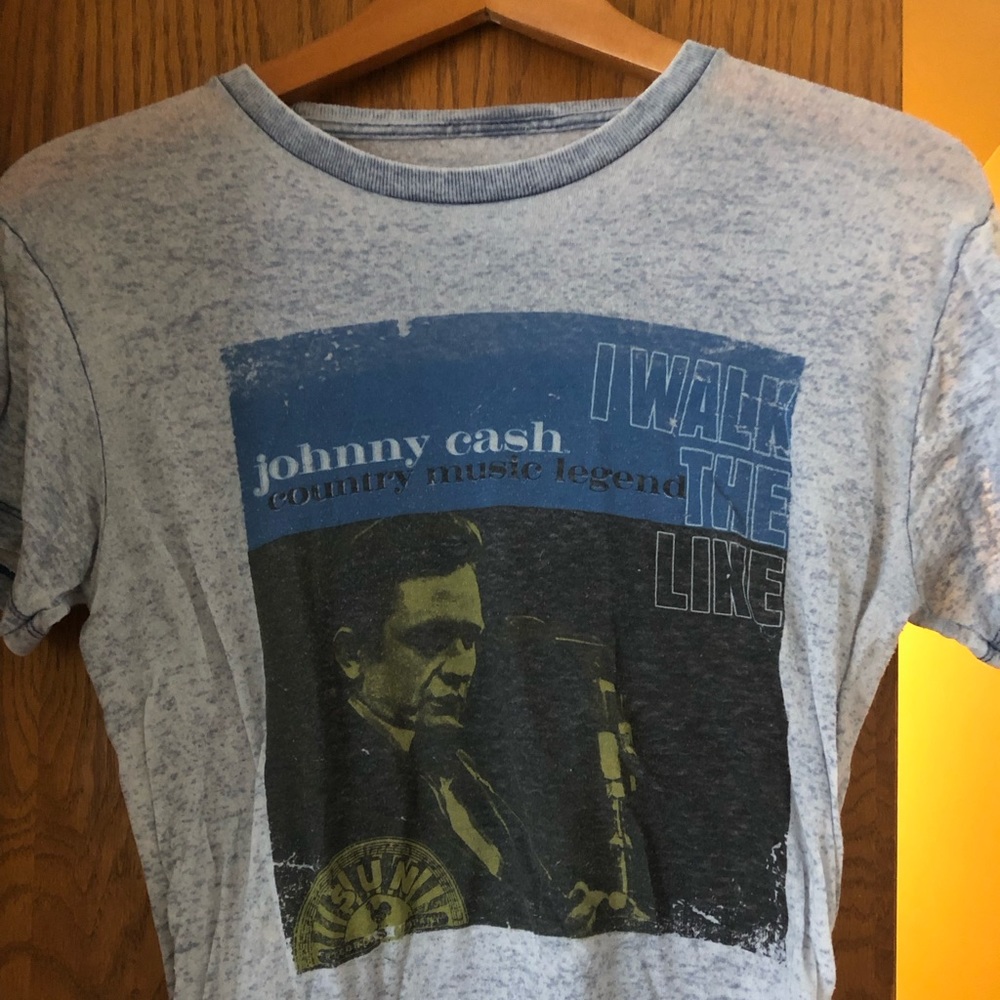 I WALK
johnny cash
country music legend
THE
LINE
SUN